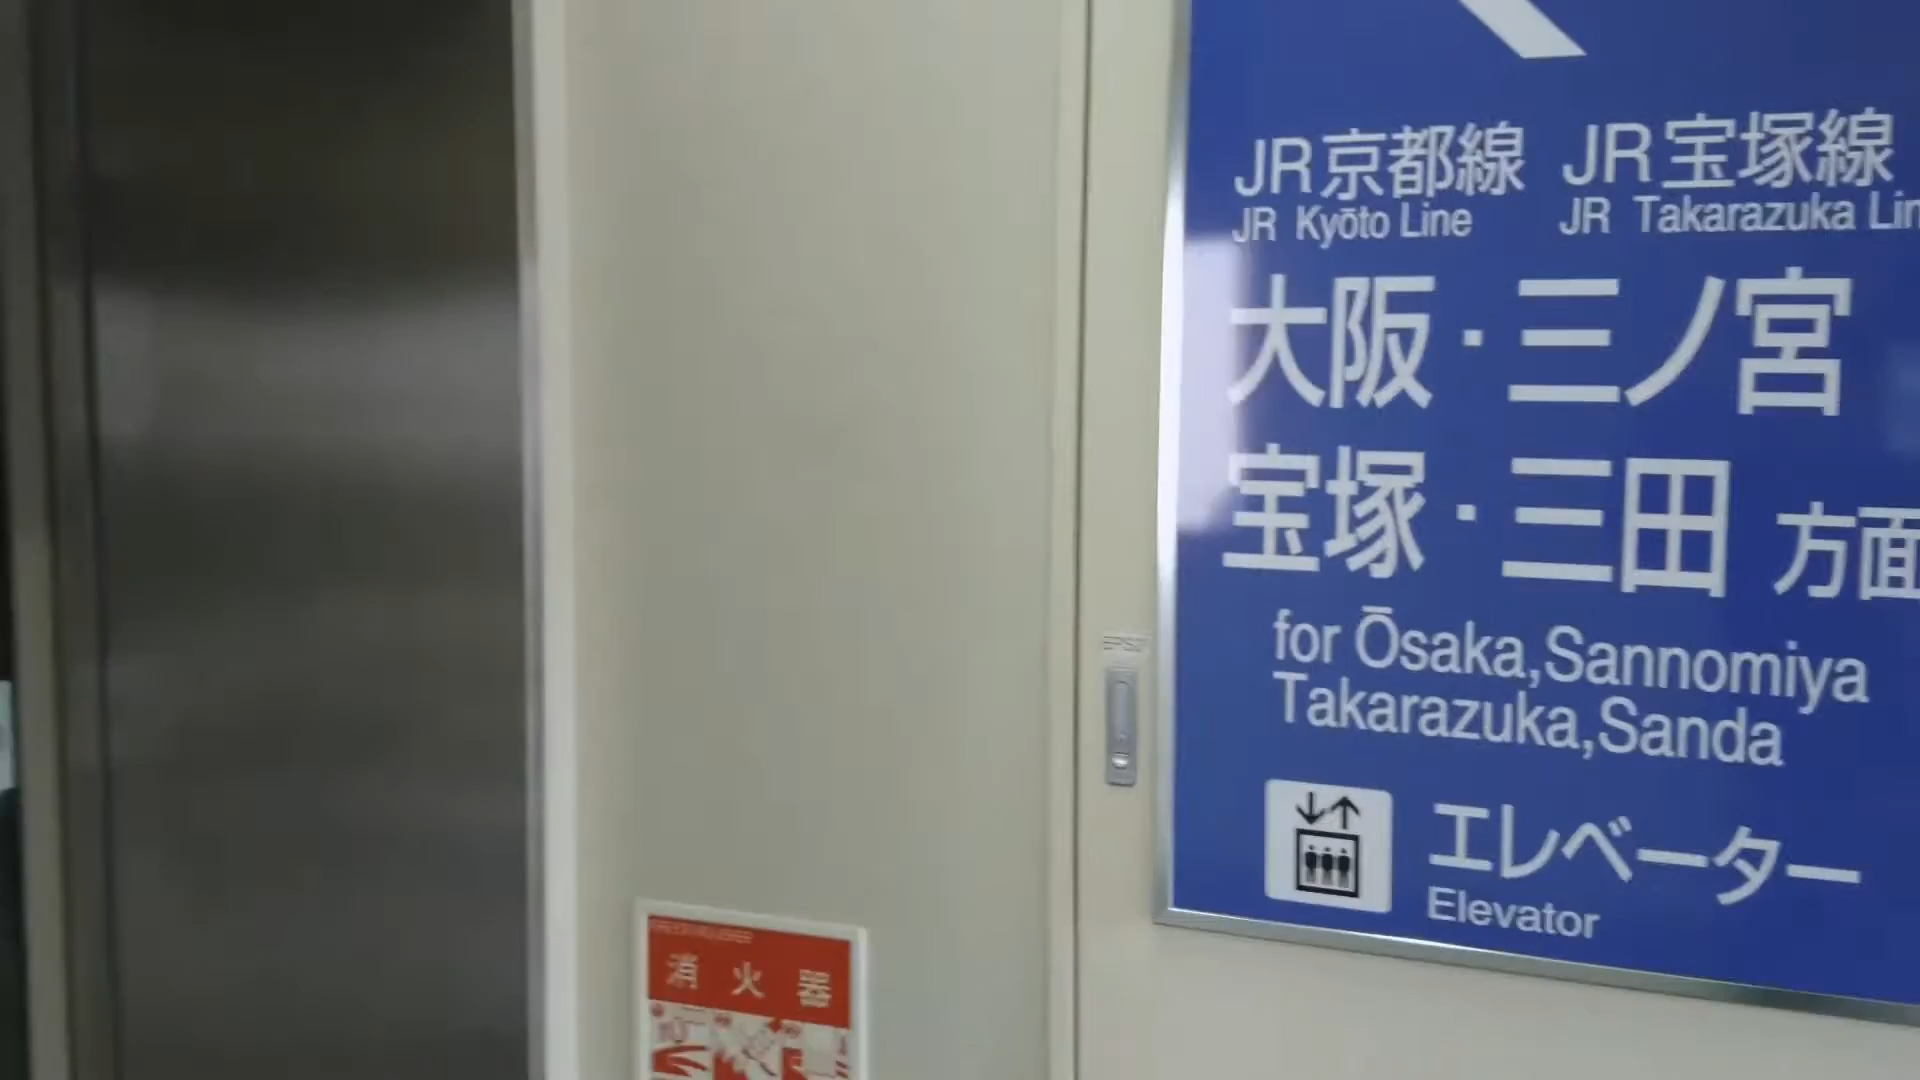 JR京都線 JR宝塚線
JR Kyōto Line JR Takarazuka Lin
大阪・三ノ宮
宝塚・三田 方面
for Ōsaka,Sannomiya
Takarazuka,Sanda
エレベーター
Elevator
消火器